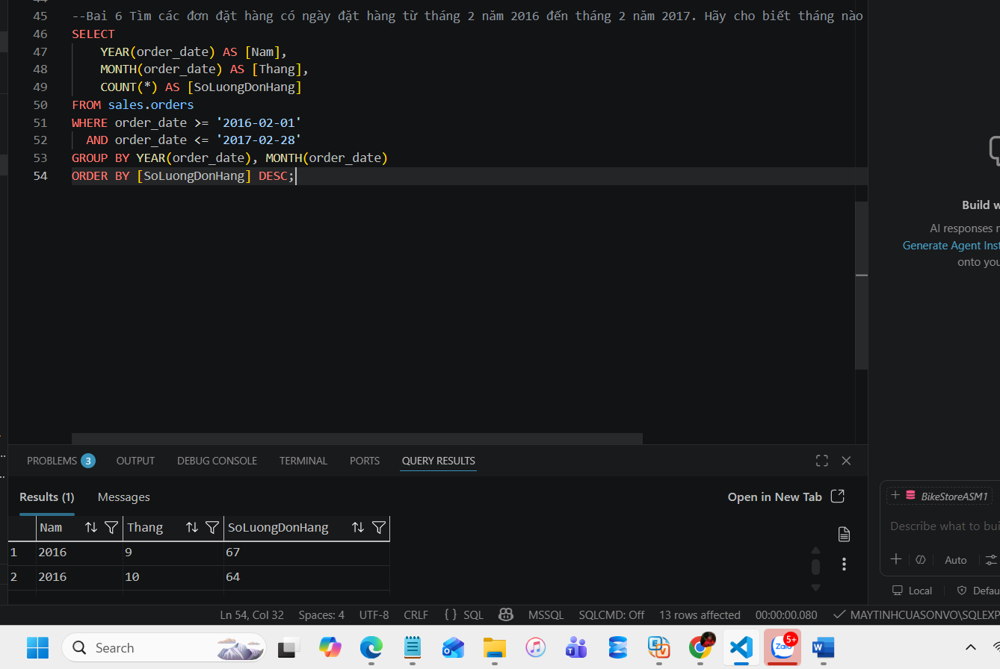 45 --Bai 6 Tìm các đơn đặt hàng có ngày đặt hàng từ tháng 2 năm 2016 đến tháng 2 năm 2017. Hãy cho biết tháng nào
46 SELECT
47 YEAR(order_date) AS [Nam],
48 MONTH(order_date) AS [Thang],
49 COUNT(*) AS [SoLuongDonHang]
50 FROM sales.orders
51 WHERE order_date >= '2016-02-01'
52 AND order_date <= '2017-02-28'
53 GROUP BY YEAR(order_date), MONTH(order_date)
54 ORDER BY [SoLuongDonHang] DESC;
Build
AI responses
Generate Agent
onto
PROBLEMS 3 OUTPUT DEBUG CONSOLE TERMINAL PORTS QUERY RESULTS
Results (1) Messages Open in New Tab
Nam Thang SoLuongDonHang
1 2016 9 67
2 2016 10 64
BikeStoreASM1
Describe what to
Auto
Local
Ln 54, Col 32 Spaces: 4 UTF-8 CRLF { } SQL MSSQL SQLCMD: Off 13 rows affected 00:00:00.080 MAYTINHCUASONVO\SQLEXP
Search
Zalo 5+